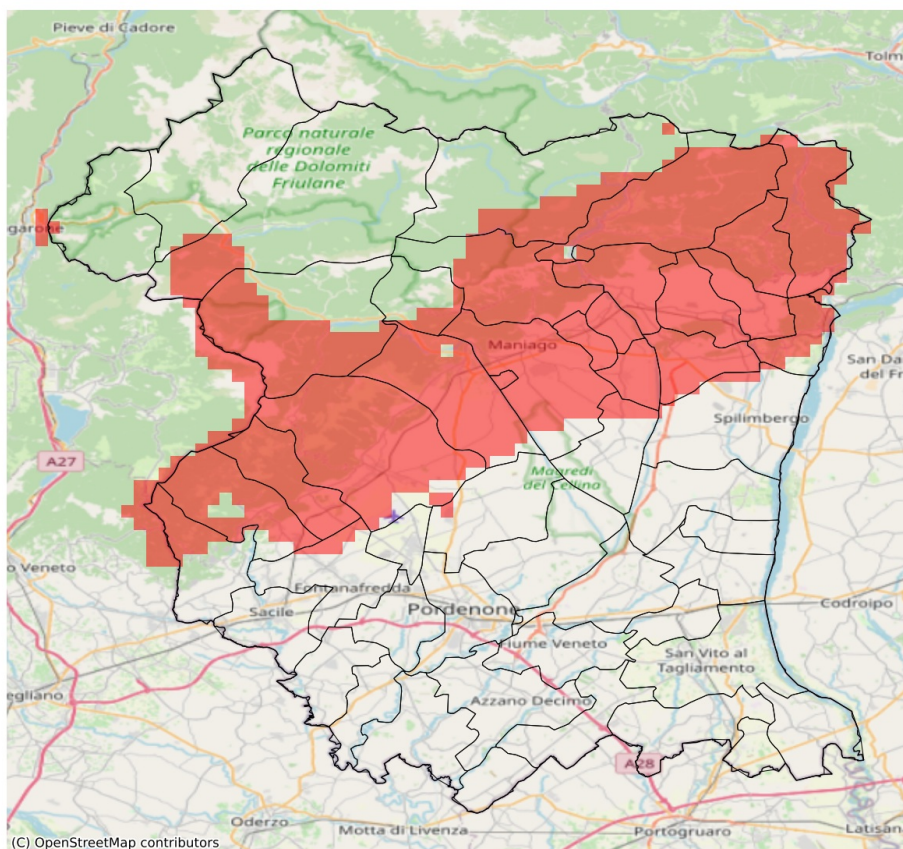 Pieve di Cadore
Tolm
Parco naturale
regionale
delle Dolomiti
Friulane
garone
Maniago
San Da
del Fr
Spilimbergo
A27
Magredi
del Cellina
o Veneto
Fontanafredda
Sacile
Pordenone
Codroipo
Fiume Veneto
San Vito al
Tagliamento
egliano
Azzano Decimo
A28
Oderzo
Motta di Livenza
Portogruaro
Latisan
(C) OpenStreetMap contributors